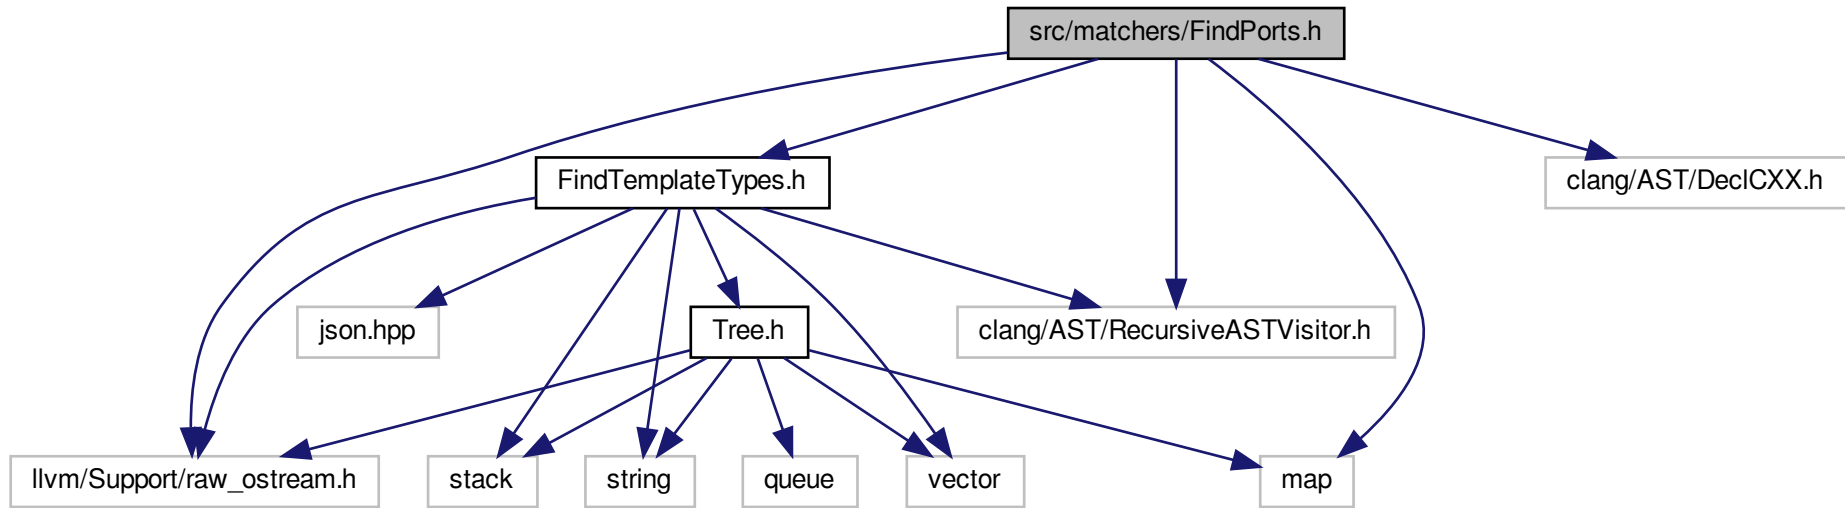 src/matchers/FindPorts.h
FindTemplateTypes.h
clang/AST/DeclCXX.h
json.hpp
Tree.h
clang/AST/RecursiveASTVisitor.h
llvm/Support/raw_ostream.h
stack
string
queue
vector
map